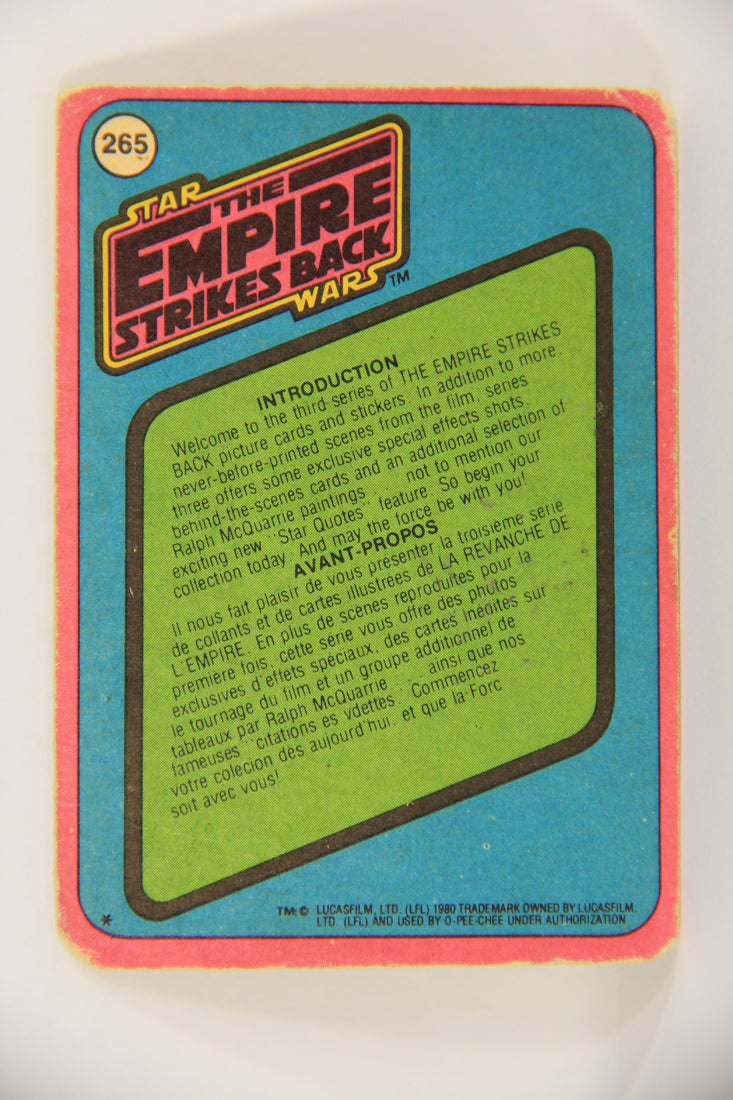 265
STAR
THE
EMPIRE
STRIKES BACK
WARS ™
INTRODUCTION
Welcome to the third series of THE EMPIRE STRIKES
BACK picture cards and stickers. In addition to more.
never-before-printed scenes from the film, series
three offers some exclusive special effects shots,
behind-the-scenes cards and an additional selection of
Ralph McQuarrie paintings . . . not to mention our
exciting new "Star Quotes" feature. So begin your
collection today. And may the force be with you!
AVANT-PROPOS
Il nous fait plaisir de vous présenter la troisième série
de collants et de cartes illustrées de LA REVANCHE DE
L'EMPIRE. En plus de scènes reproduites pour la
première fois, cette série vous offre des photos
exclusives d'effets speciaux, des cartes inédites sur
le tournage du film et un groupe additionnel de
tableaux par Ralph McQuarrie . . . ainsi que nos
fameuses "citations es vdettes". Commencez
votre colecion dès aujourd'hui, et que la Forc
soit avec vous!
* TM: © LUCASFILM, LTD. (LFL) 1980 TRADEMARK OWNED BY LUCASFILM,
LTD. (LFL) AND USED BY O-PEE-CHEE UNDER AUTHORIZATION